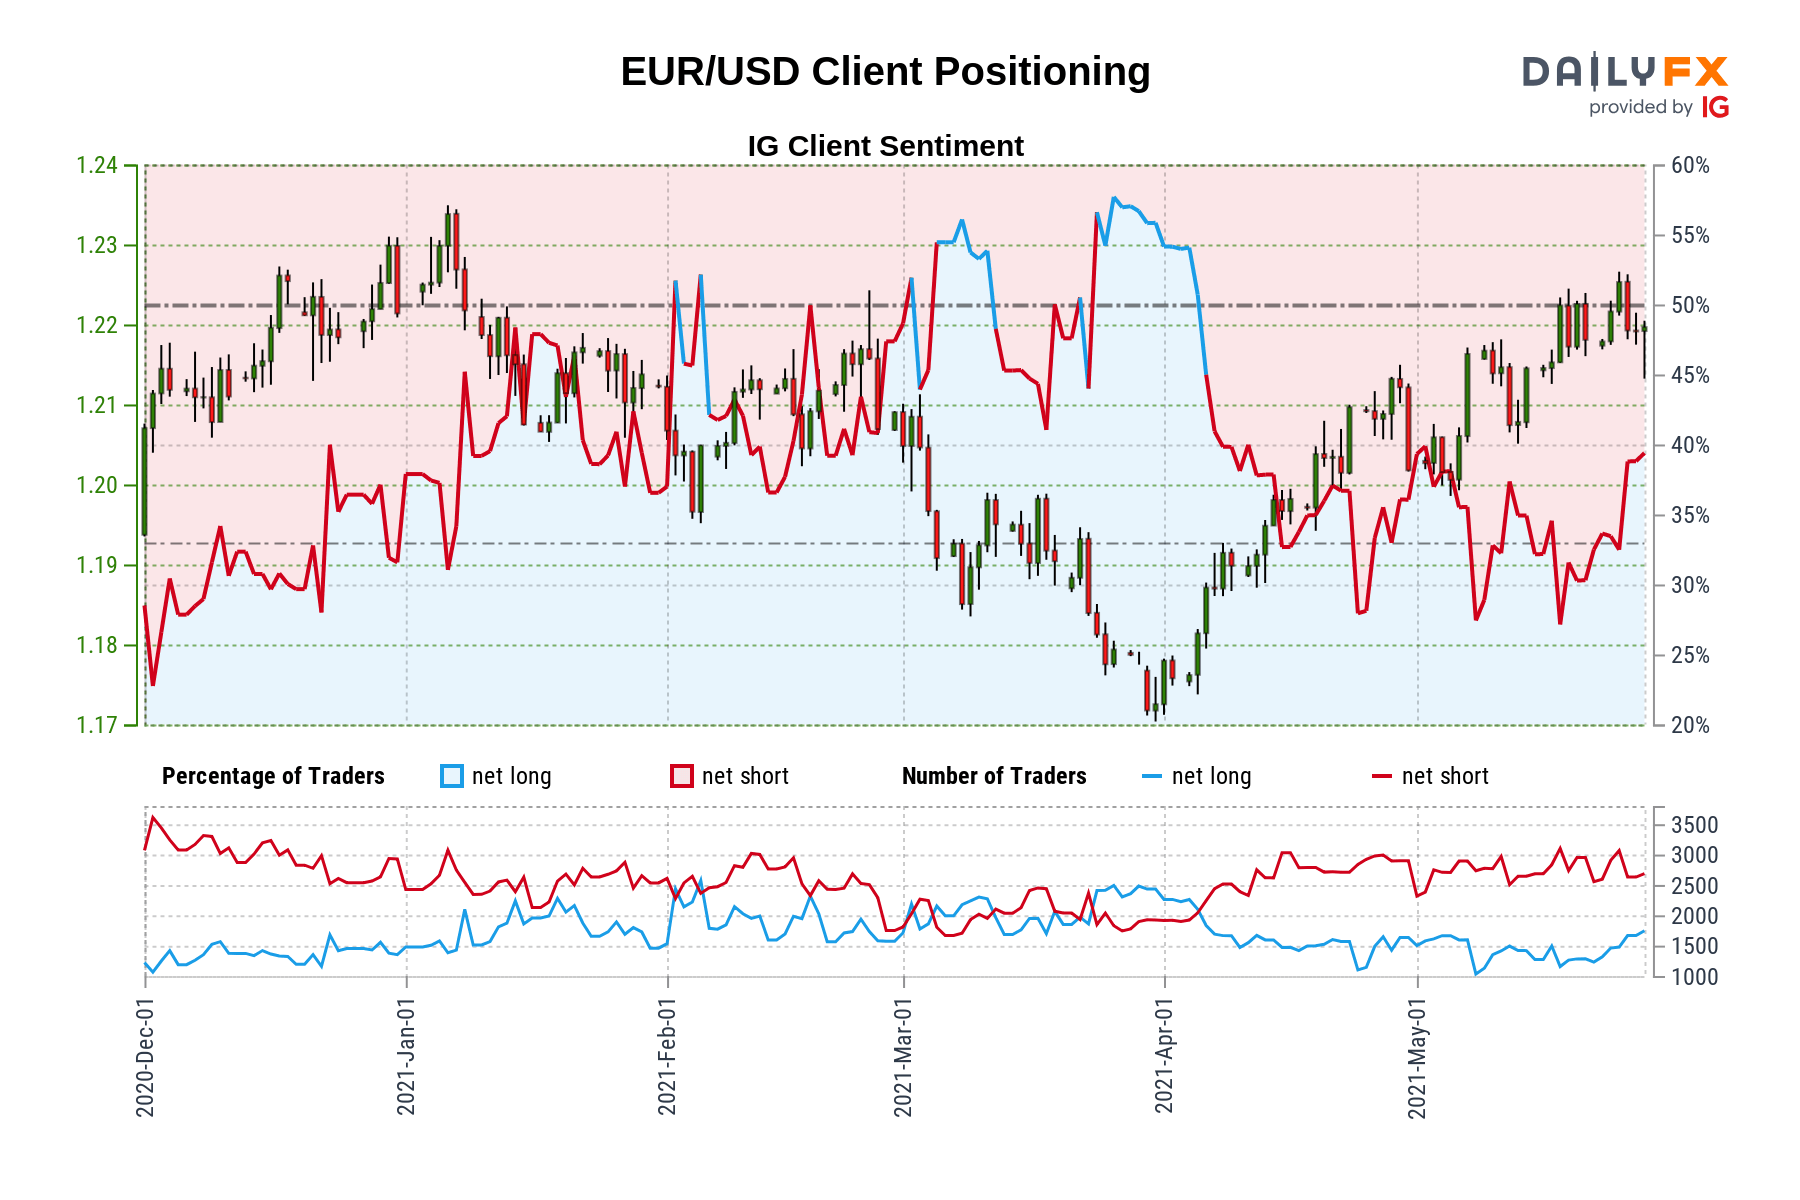 EUR/USD Client Positioning
DAILYFX
provided by IG
IG Client Sentiment
1.24
1.23
1.22
1.21
1.20
1.19
1.18
1.17
60%
55%
50%
45%
40%
35%
30%
25%
20%
Percentage of Traders net long net short Number of Traders net long net short
3500
3000
2500
2000
1500
1000
2020-Dec-01
2021-Jan-01
2021-Feb-01
2021-Mar-01
2021-Apr-01
2021-May-01